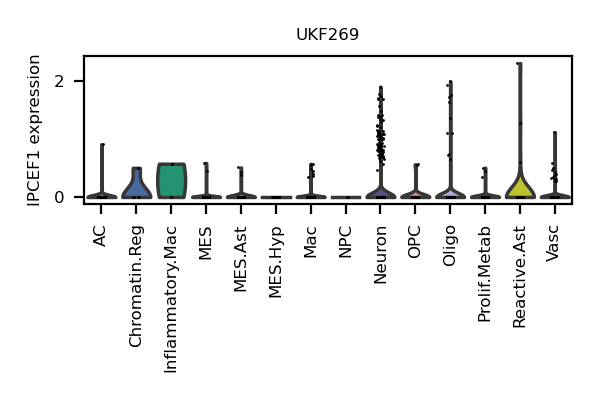 UKF269
IPCEF1 expression
2
0
AC
Chromatin.Reg
Inflammatory.Mac
MES
MES.Ast
MES.Hyp
Mac
NPC
Neuron
OPC
Oligo
Prolif.Metab
Reactive.Ast
Vasc